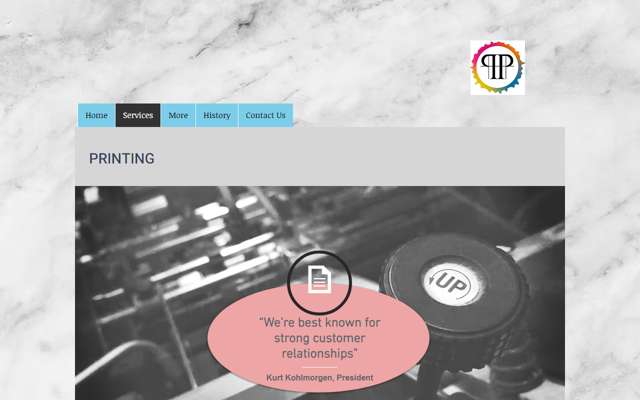 PP
Home
Services
More
History
Contact Us
PRINTING
UP
"We're best known for
strong customer
relationships"
Kurt Kohlmorgen, President